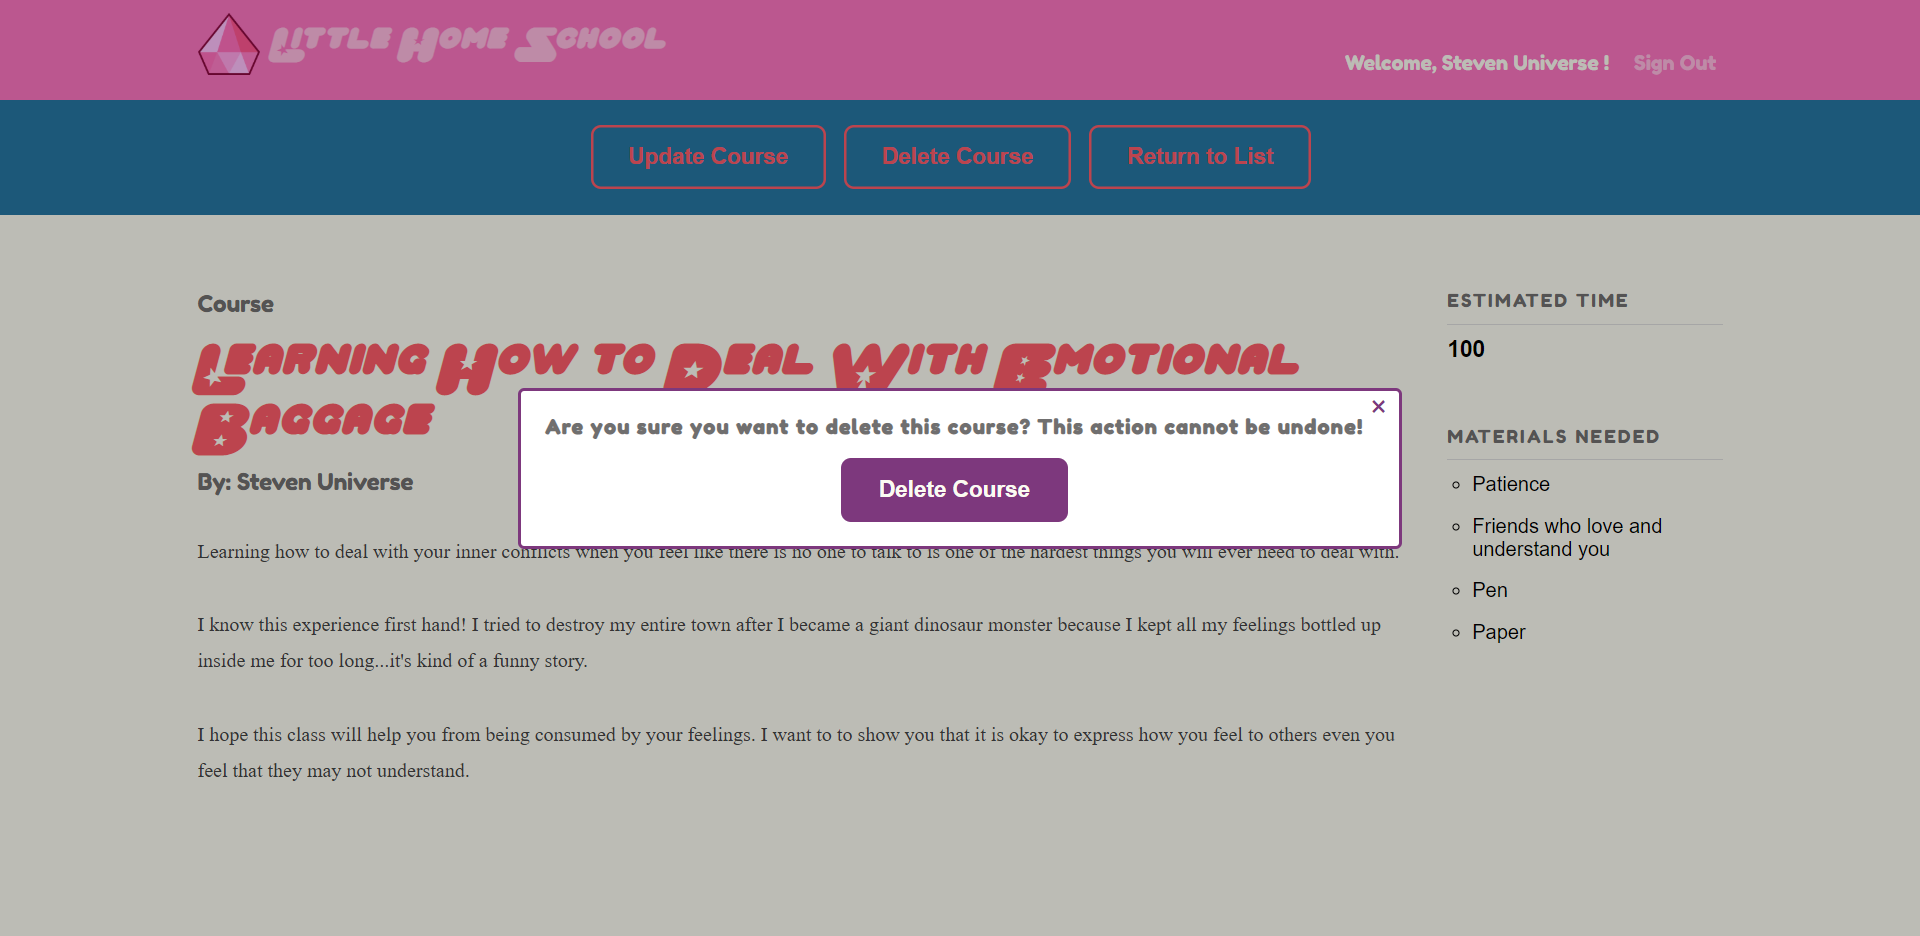 Little Home School
Welcome, Steven Universe !
Sign Out
Update Course
Delete Course
Return to List
Course
Learning How to Deal With Emotional
Baggage
By: Steven Universe
Are you sure you want to delete this course? This action cannot be undone!
×
Delete Course
Learning how to deal with your inner conflicts when you feel like there is no one to talk to is one of the hardest things you will ever need to deal with.
I know this experience first hand! I tried to destroy my entire town after I became a giant dinosaur monster because I kept all my feelings bottled up
inside me for too long...it's kind of a funny story.
I hope this class will help you from being consumed by your feelings. I want to to show you that it is okay to express how you feel to others even you
feel that they may not understand.
ESTIMATED TIME
100
MATERIALS NEEDED
Patience
Friends who love and
understand you
Pen
Paper